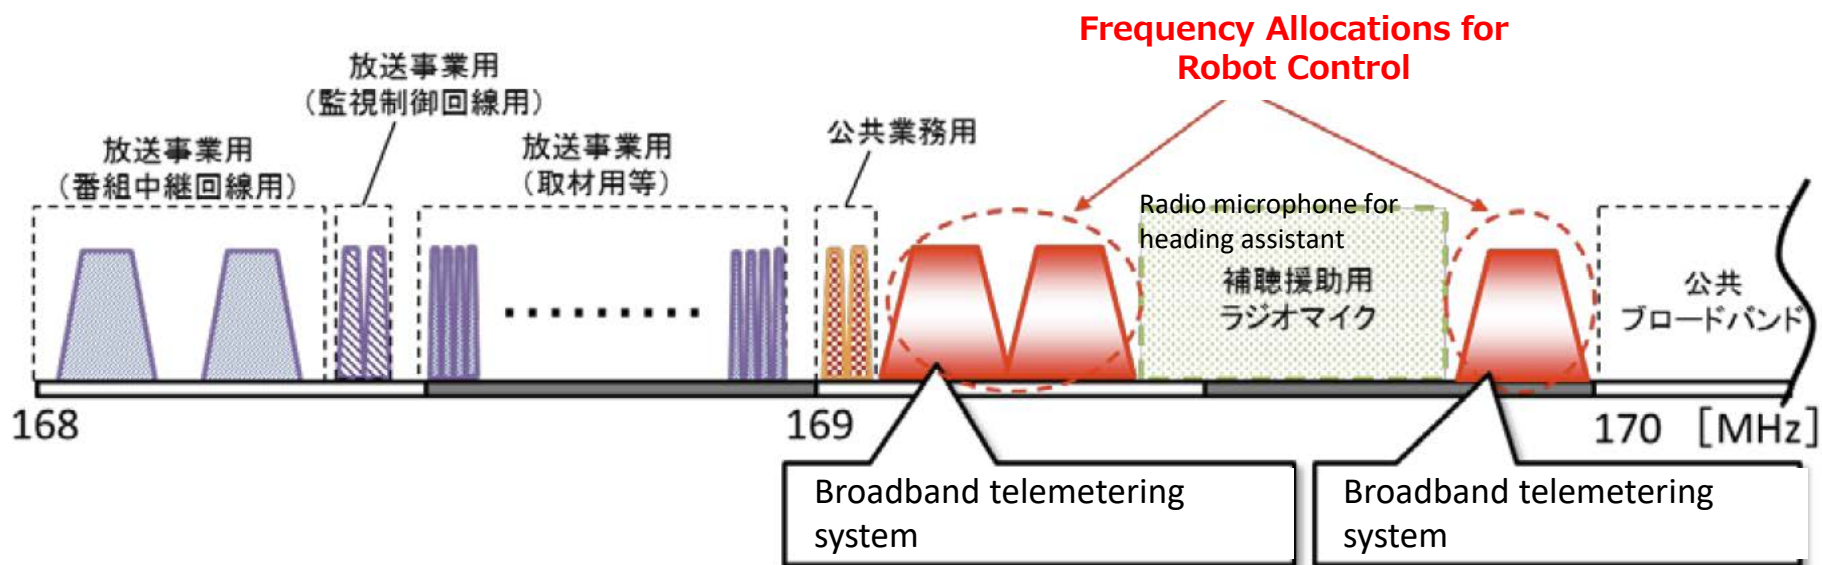 Frequency Allocations for
Robot Control
放送事業用
（監視制御回線用）
放送事業用
（番組中継回線用）
放送事業用
（取材用等）
公共業務用
Radio microphone for
heading assistant
補聴援助用
ラジオマイク
公共
ブロードバンド
168
169
170 [MHz]
Broadband telemetering
system
Broadband telemetering
system